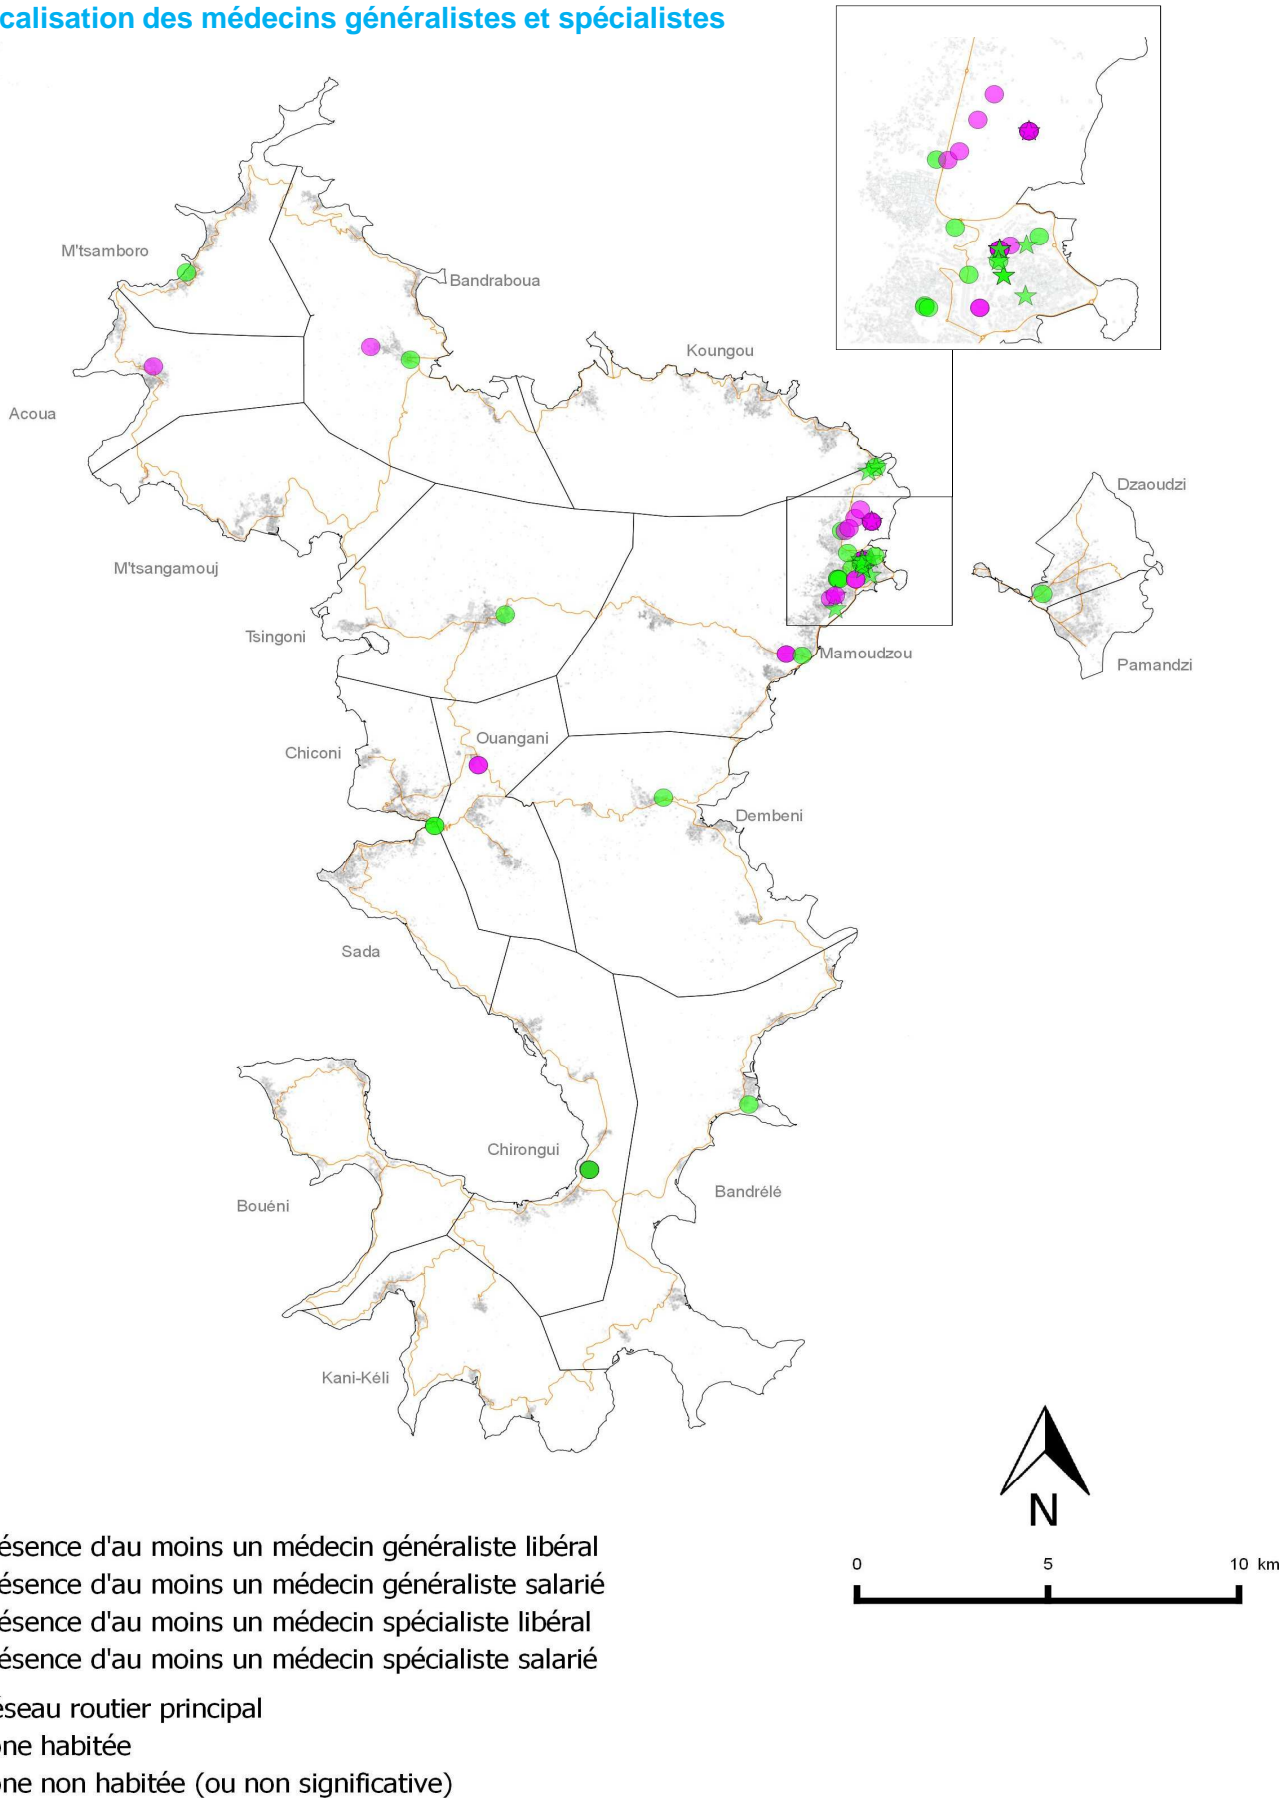 calisation des médecins généralistes et spécialistes
M'tsamboro
Bandraboua
Koungou
Acoua
Dzaoudzi
M'tsangamouj
Tsingoni
Mamoudzou
Pamandzi
Ouangani
Chiconi
Dembeni
Sada
Chirongui
Bandrélé
Bouéni
Kani-Kéli
N
0 5 10 km
ésence d'au moins un médecin généraliste libéral
ésence d'au moins un médecin généraliste salarié
ésence d'au moins un médecin spécialiste libéral
ésence d'au moins un médecin spécialiste salarié
éseau routier principal
one habitée
one non habitée (ou non significative)